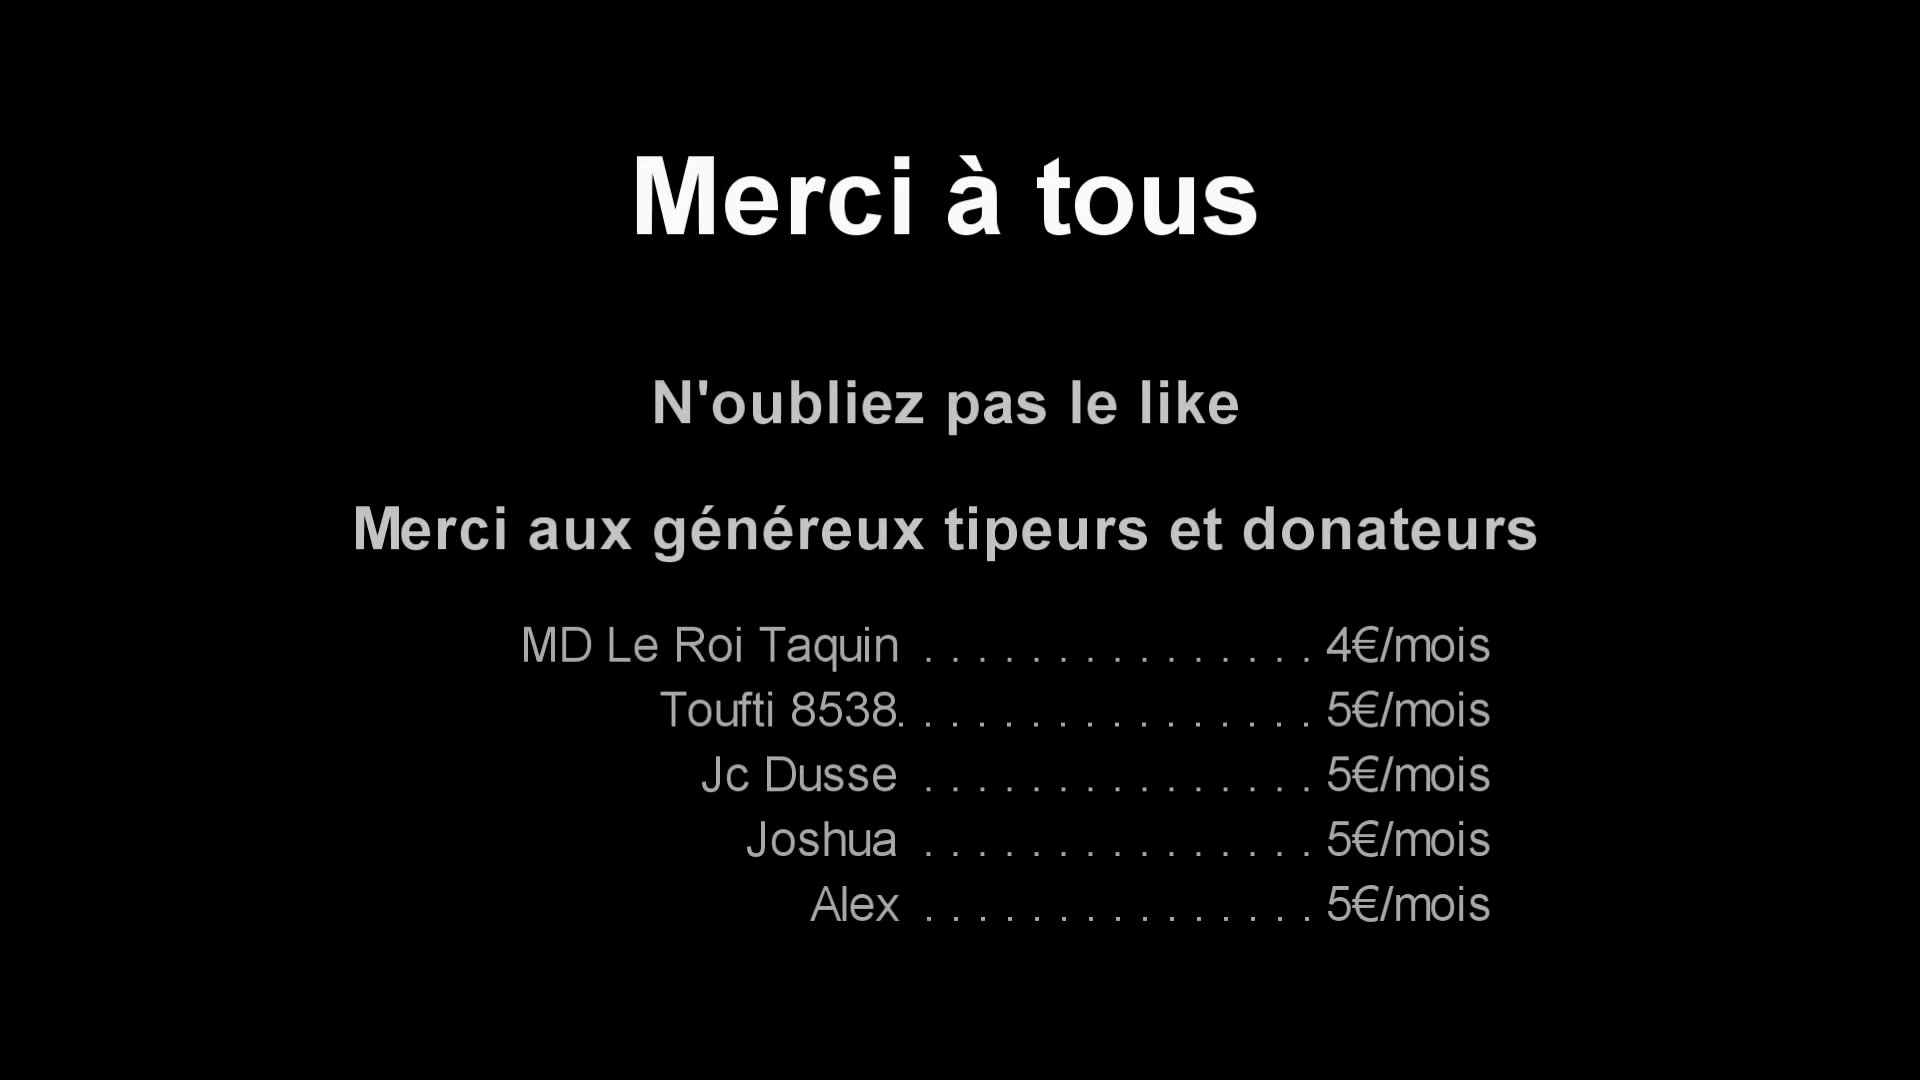 Merci à tous
N'oubliez pas le like
Merci aux généreux tipeurs et donateurs
MD Le Roi Taquin . . . . . . . . . . . . . . . 4€/mois
Toufti 8538. . . . . . . . . . . . . . . . 5€/mois
Jc Dusse . . . . . . . . . . . . . . . 5€/mois
Joshua . . . . . . . . . . . . . . . 5€/mois
Alex . . . . . . . . . . . . . . . 5€/mois